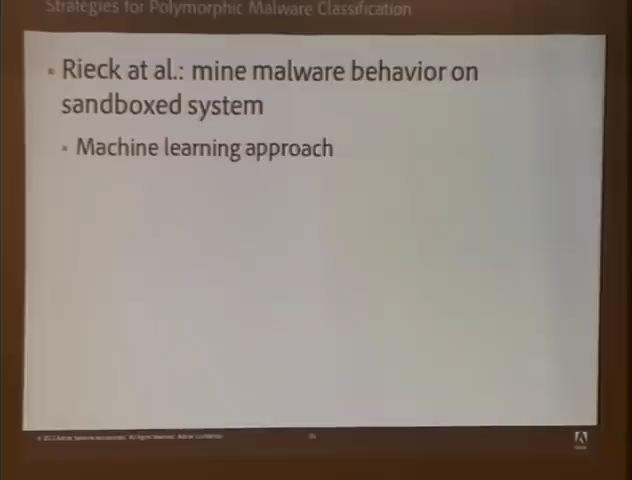 Strategies for Polymorphic Malware Classification
Rieck at al.: mine malware behavior on
sandboxed system
Machine learning approach